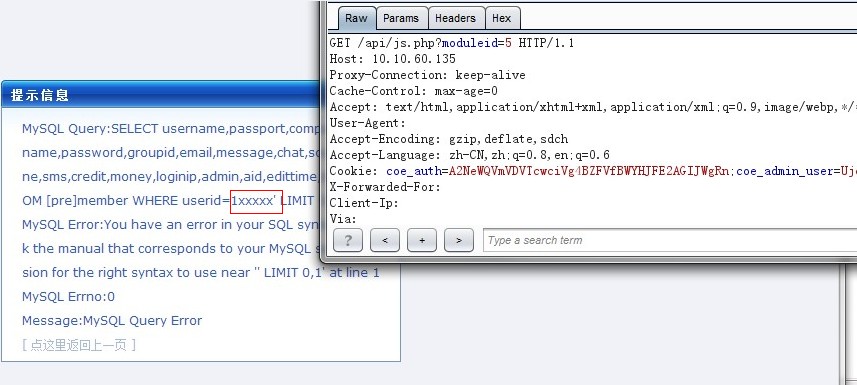 提示信息
MySQL Query:SELECT username,passport,comp
name,password,groupid,email,message,chat,so
ne,sms,credit,money,loginip,admin,aid,edittime,
OM [pre]member WHERE userid=1xxxxx' LIMIT
MySQL Error:You have an error in your SQL syn
k the manual that corresponds to your MySQL s
sion for the right syntax to use near '' LIMIT 0,1' at line 1
MySQL Errno:0
Message:MySQL Query Error
[ 点这里返回上一页 ]
Raw Params Headers Hex
GET /api/js.php?moduleid=5 HTTP/1.1
Host: 10.10.60.135
Proxy-Connection: keep-alive
Cache-Control: max-age=0
Accept: text/html,application/xhtml+xml,application/xml;q=0.9,image/webp,*/*
User-Agent:
Accept-Encoding: gzip,deflate,sdch
Accept-Language: zh-CN,zh;q=0.8,en;q=0.6
Cookie: coe_auth=A2NeWQVmVDVTcwciVg4BZFVfBWYHJFE2AGIJWgRn;coe_admin_user=Uj
X-Forwarded-For:
Client-Ip:
Via:
? < + > Type a search term